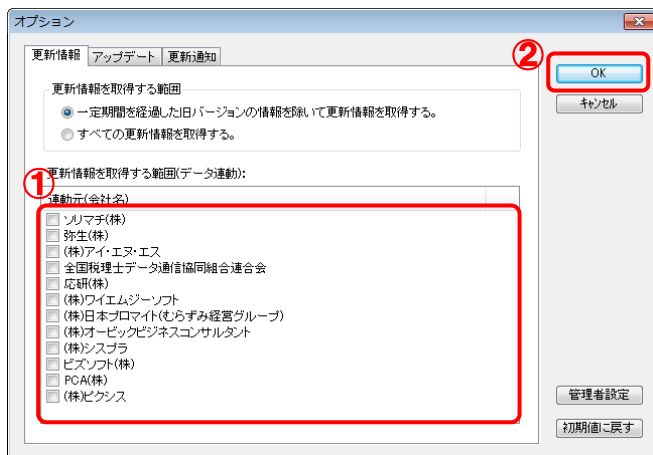 オプション
更新情報 アップデート 更新通知
②
OK
キャンセル
更新情報を取得する範囲
一定期間を経過した旧バージョンの情報を除いて更新情報を取得する。
すべての更新情報を取得する。
更新情報を取得する範囲(データ連動):
①
連動元(会社名)
ソリマチ(株)
弥生(株)
(株)アイ・エヌ・エス
全国税理士データ通信協同組合連合会
応研(株)
(株)ワイエムジーソフト
(株)日本ブロマイト(むらずみ経営グループ)
(株)オービックビジネスコンサルタント
(株)シスプラ
ビズソフト(株)
PCA(株)
(株)ピクシス
管理者設定
初期値に戻す